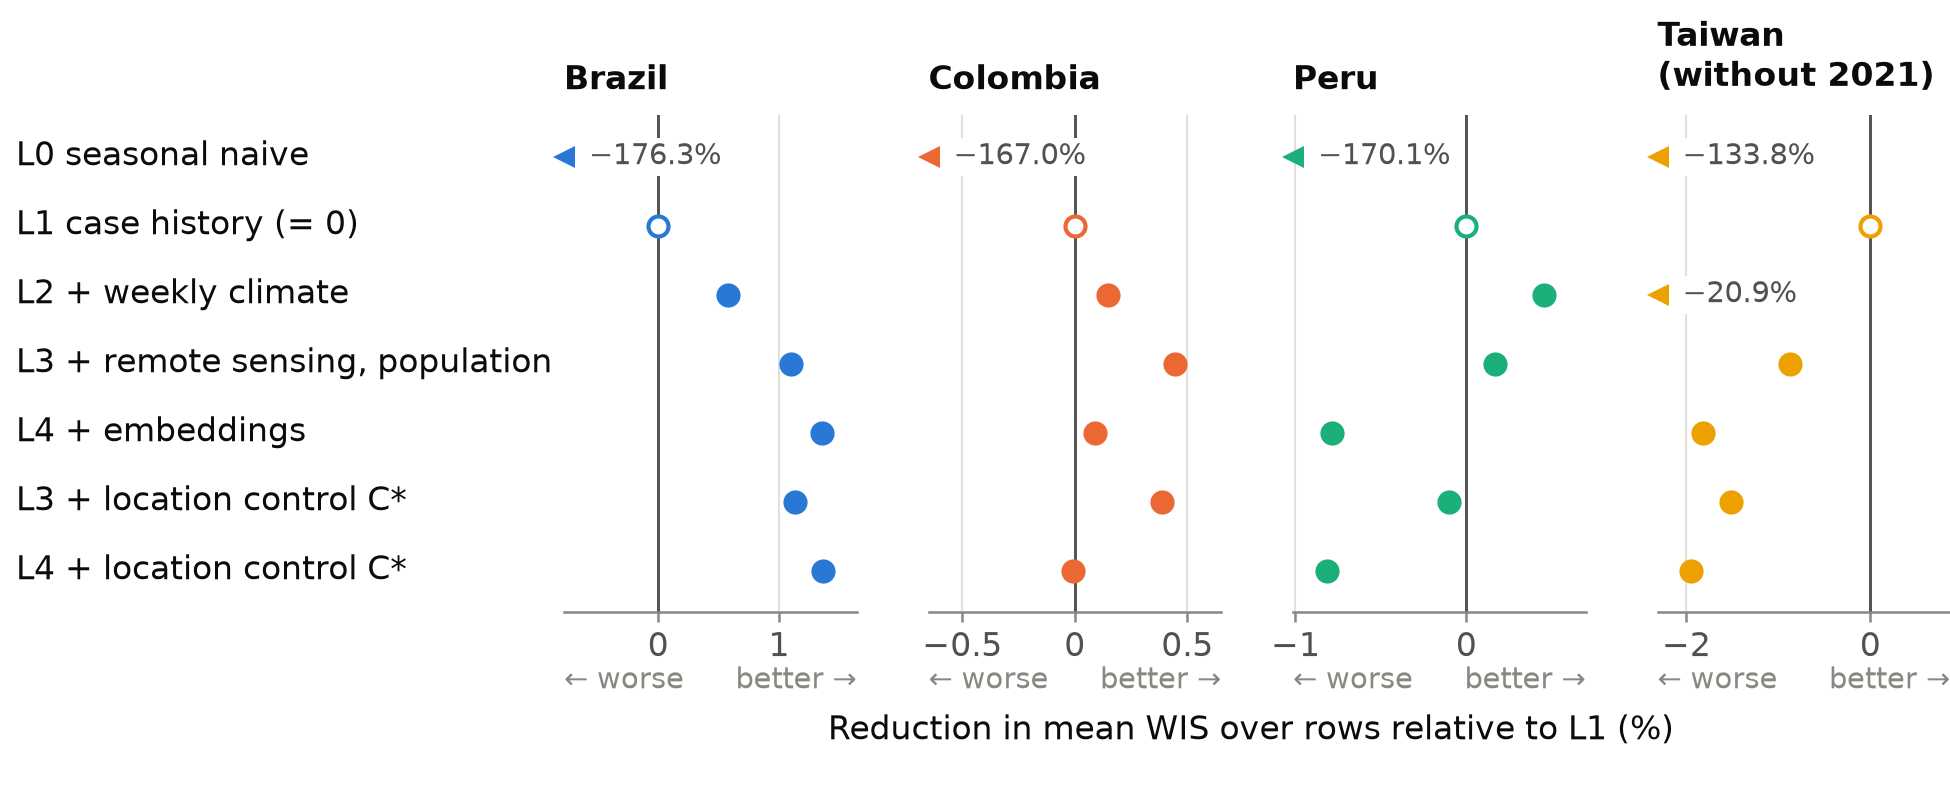 Brazil
Colombia
Peru
Taiwan
(without 2021)
L0 seasonal naive
−176.3%
−167.0%
−170.1%
−133.8%
L1 case history (= 0)
L2 + weekly climate
−20.9%
L3 + remote sensing, population
L4 + embeddings
L3 + location control C*
L4 + location control C*
0
1
−0.5
0
0.5
−1
0
−2
0
← worse
better →
← worse
better →
← worse
better →
← worse
better →
Reduction in mean WIS over rows relative to L1 (%)